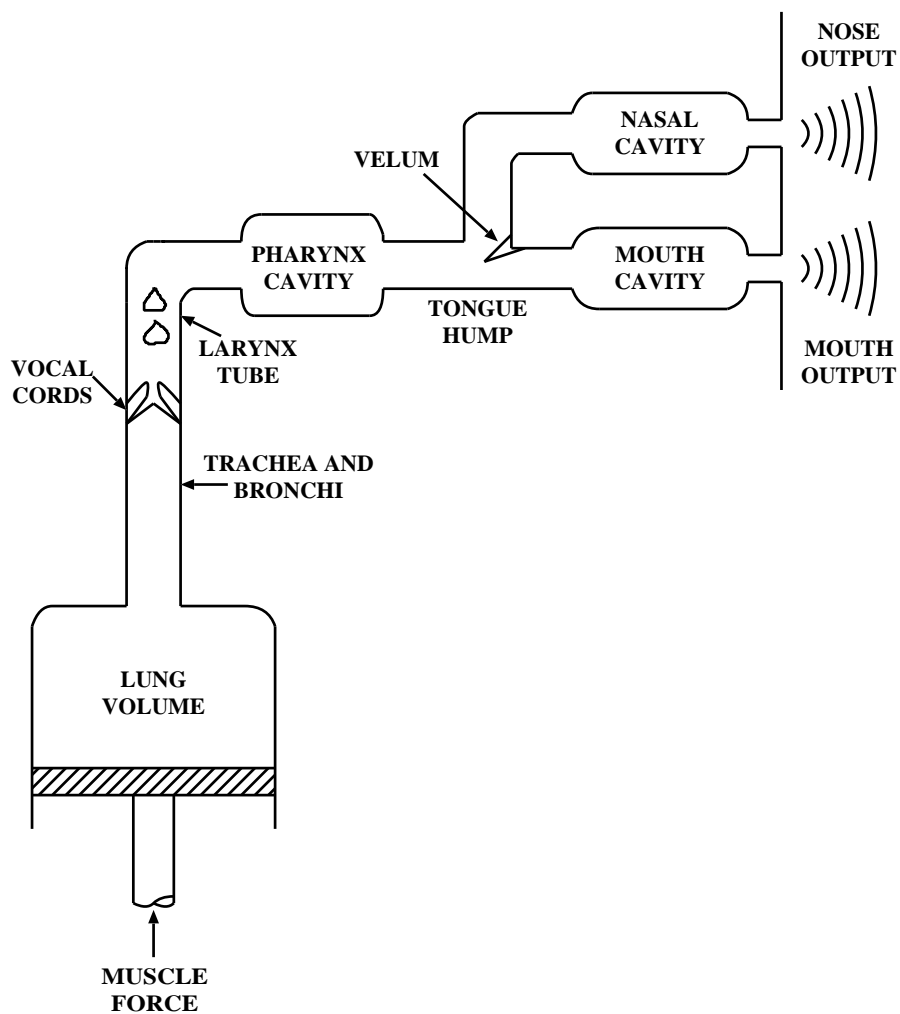 NOSE
OUTPUT
NASAL
CAVITY
VELUM
PHARYNX
CAVITY
MOUTH
CAVITY
TONGUE
HUMP
LARYNX
TUBE
MOUTH
OUTPUT
VOCAL
CORDS
TRACHEA AND
BRONCHI
LUNG
VOLUME
MUSCLE
FORCE